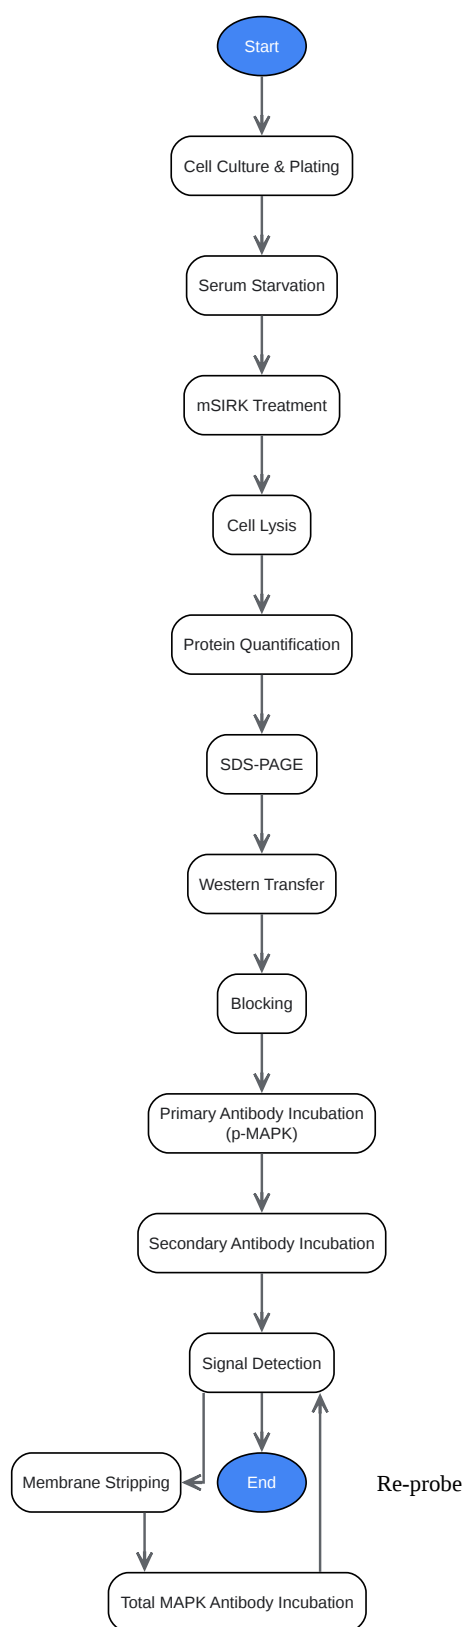 Start
Cell Culture & Plating
Serum Starvation
mSIRK Treatment
Cell Lysis
Protein Quantification
SDS-PAGE
Western Transfer
Blocking
Primary Antibody Incubation
(p-MAPK)
Secondary Antibody Incubation
Signal Detection
Membrane Stripping
End
Re-probe
Total MAPK Antibody Incubation